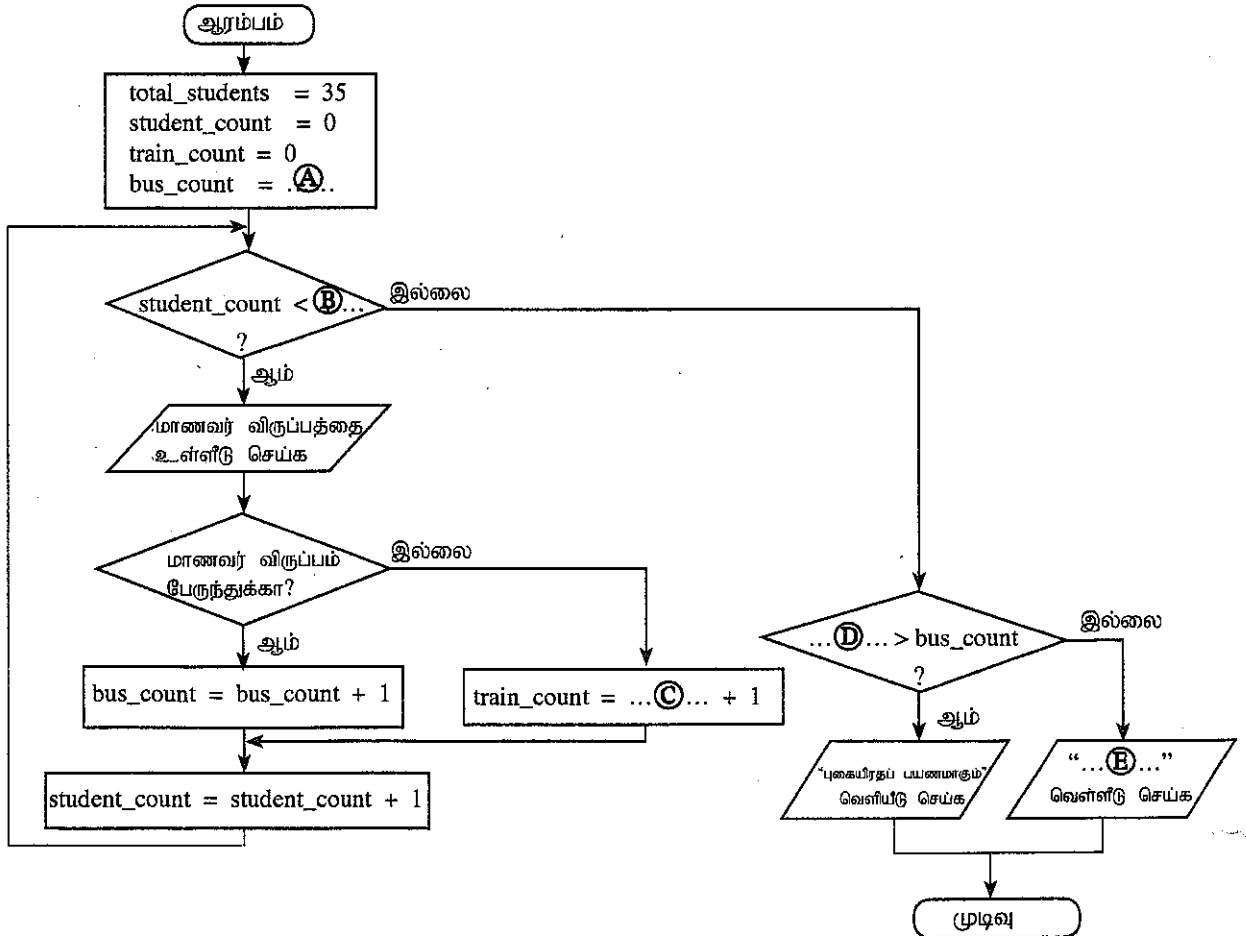 ஆரம்பம்
total_students = 35
student_count = 0
train_count = 0
bus_count = ..Ⓐ..
student_count < Ⓑ...
?
இல்லை
ஆம்
மாணவர் விருப்பத்தை
உள்ளீடு செய்க
மாணவர் விருப்பம்
பேருந்துக்கா?
இல்லை
ஆம்
bus_count = bus_count + 1
train_count = ...Ⓒ... + 1
student_count = student_count + 1
...Ⓓ... > bus_count
?
இல்லை
ஆம்
“புகையிரதப் பயணமாகும்”
வெளியீடு செய்க
“...Ⓔ...”
வெள்ளீடு செய்க
முடிவு